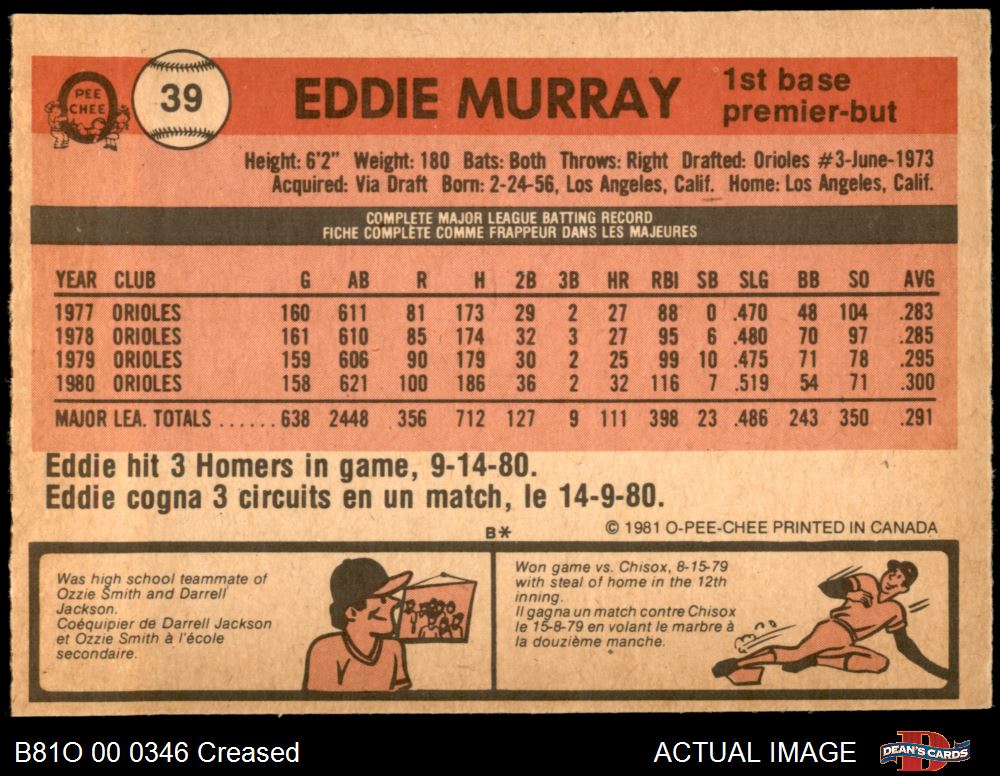 O
PEE
CHEE
39
EDDIE MURRAY
1st base
premier-but
Height: 6'2" Weight: 180 Bats: Both Throws: Right Drafted: Orioles #3-June-1973
Acquired: Via Draft Born: 2-24-56, Los Angeles, Calif. Home: Los Angeles, Calif.
COMPLETE MAJOR LEAGUE BATTING RECORD
FICHE COMPLÈTE COMME FRAPPEUR DANS LES MAJEURES
YEAR CLUB G AB R H 2B 3B HR RBI SB SLG BB SO AVG
1977 ORIOLES 160 611 81 173 29 2 27 88 0 .470 48 104 .283
1978 ORIOLES 161 610 85 174 32 3 27 95 6 .480 70 97 .285
1979 ORIOLES 159 606 90 179 30 2 25 99 10 .475 71 78 .295
1980 ORIOLES 158 621 100 186 36 2 32 116 7 .519 54 71 .300
MAJOR LEA. TOTALS ...... 638 2448 356 712 127 9 111 398 23 .486 243 350 .291
Eddie hit 3 Homers in game, 9-14-80.
Eddie cogna 3 circuits en un match, le 14-9-80.
B*
© 1981 O-PEE-CHEE PRINTED IN CANADA
Was high school teammate of
Ozzie Smith and Darrell
Jackson.
Coéquipier de Darrell Jackson
et Ozzie Smith à l'école
secondaire.
Won game vs. Chisox, 8-15-79
with steal of home in the 12th
inning.
Il gagna un match contre Chisox
le 15-8-79 en volant le marbre à
la douzième manche.
B81O 00 0346 Creased
ACTUAL IMAGE
D
DEAN'S CARDS